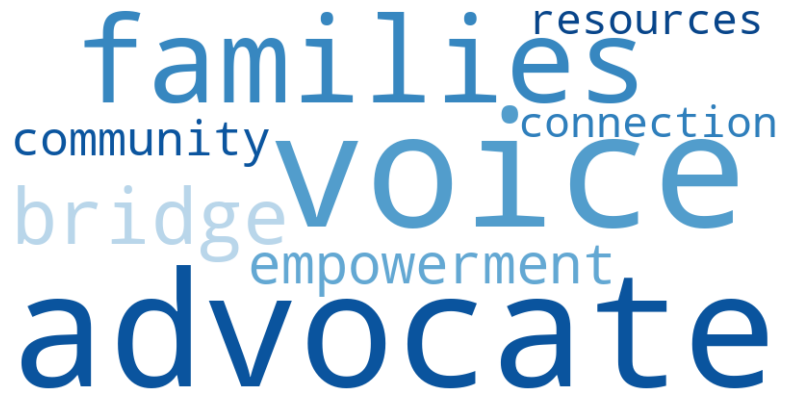 resources
families
connection
community
voice
bridge
empowerment
advocate